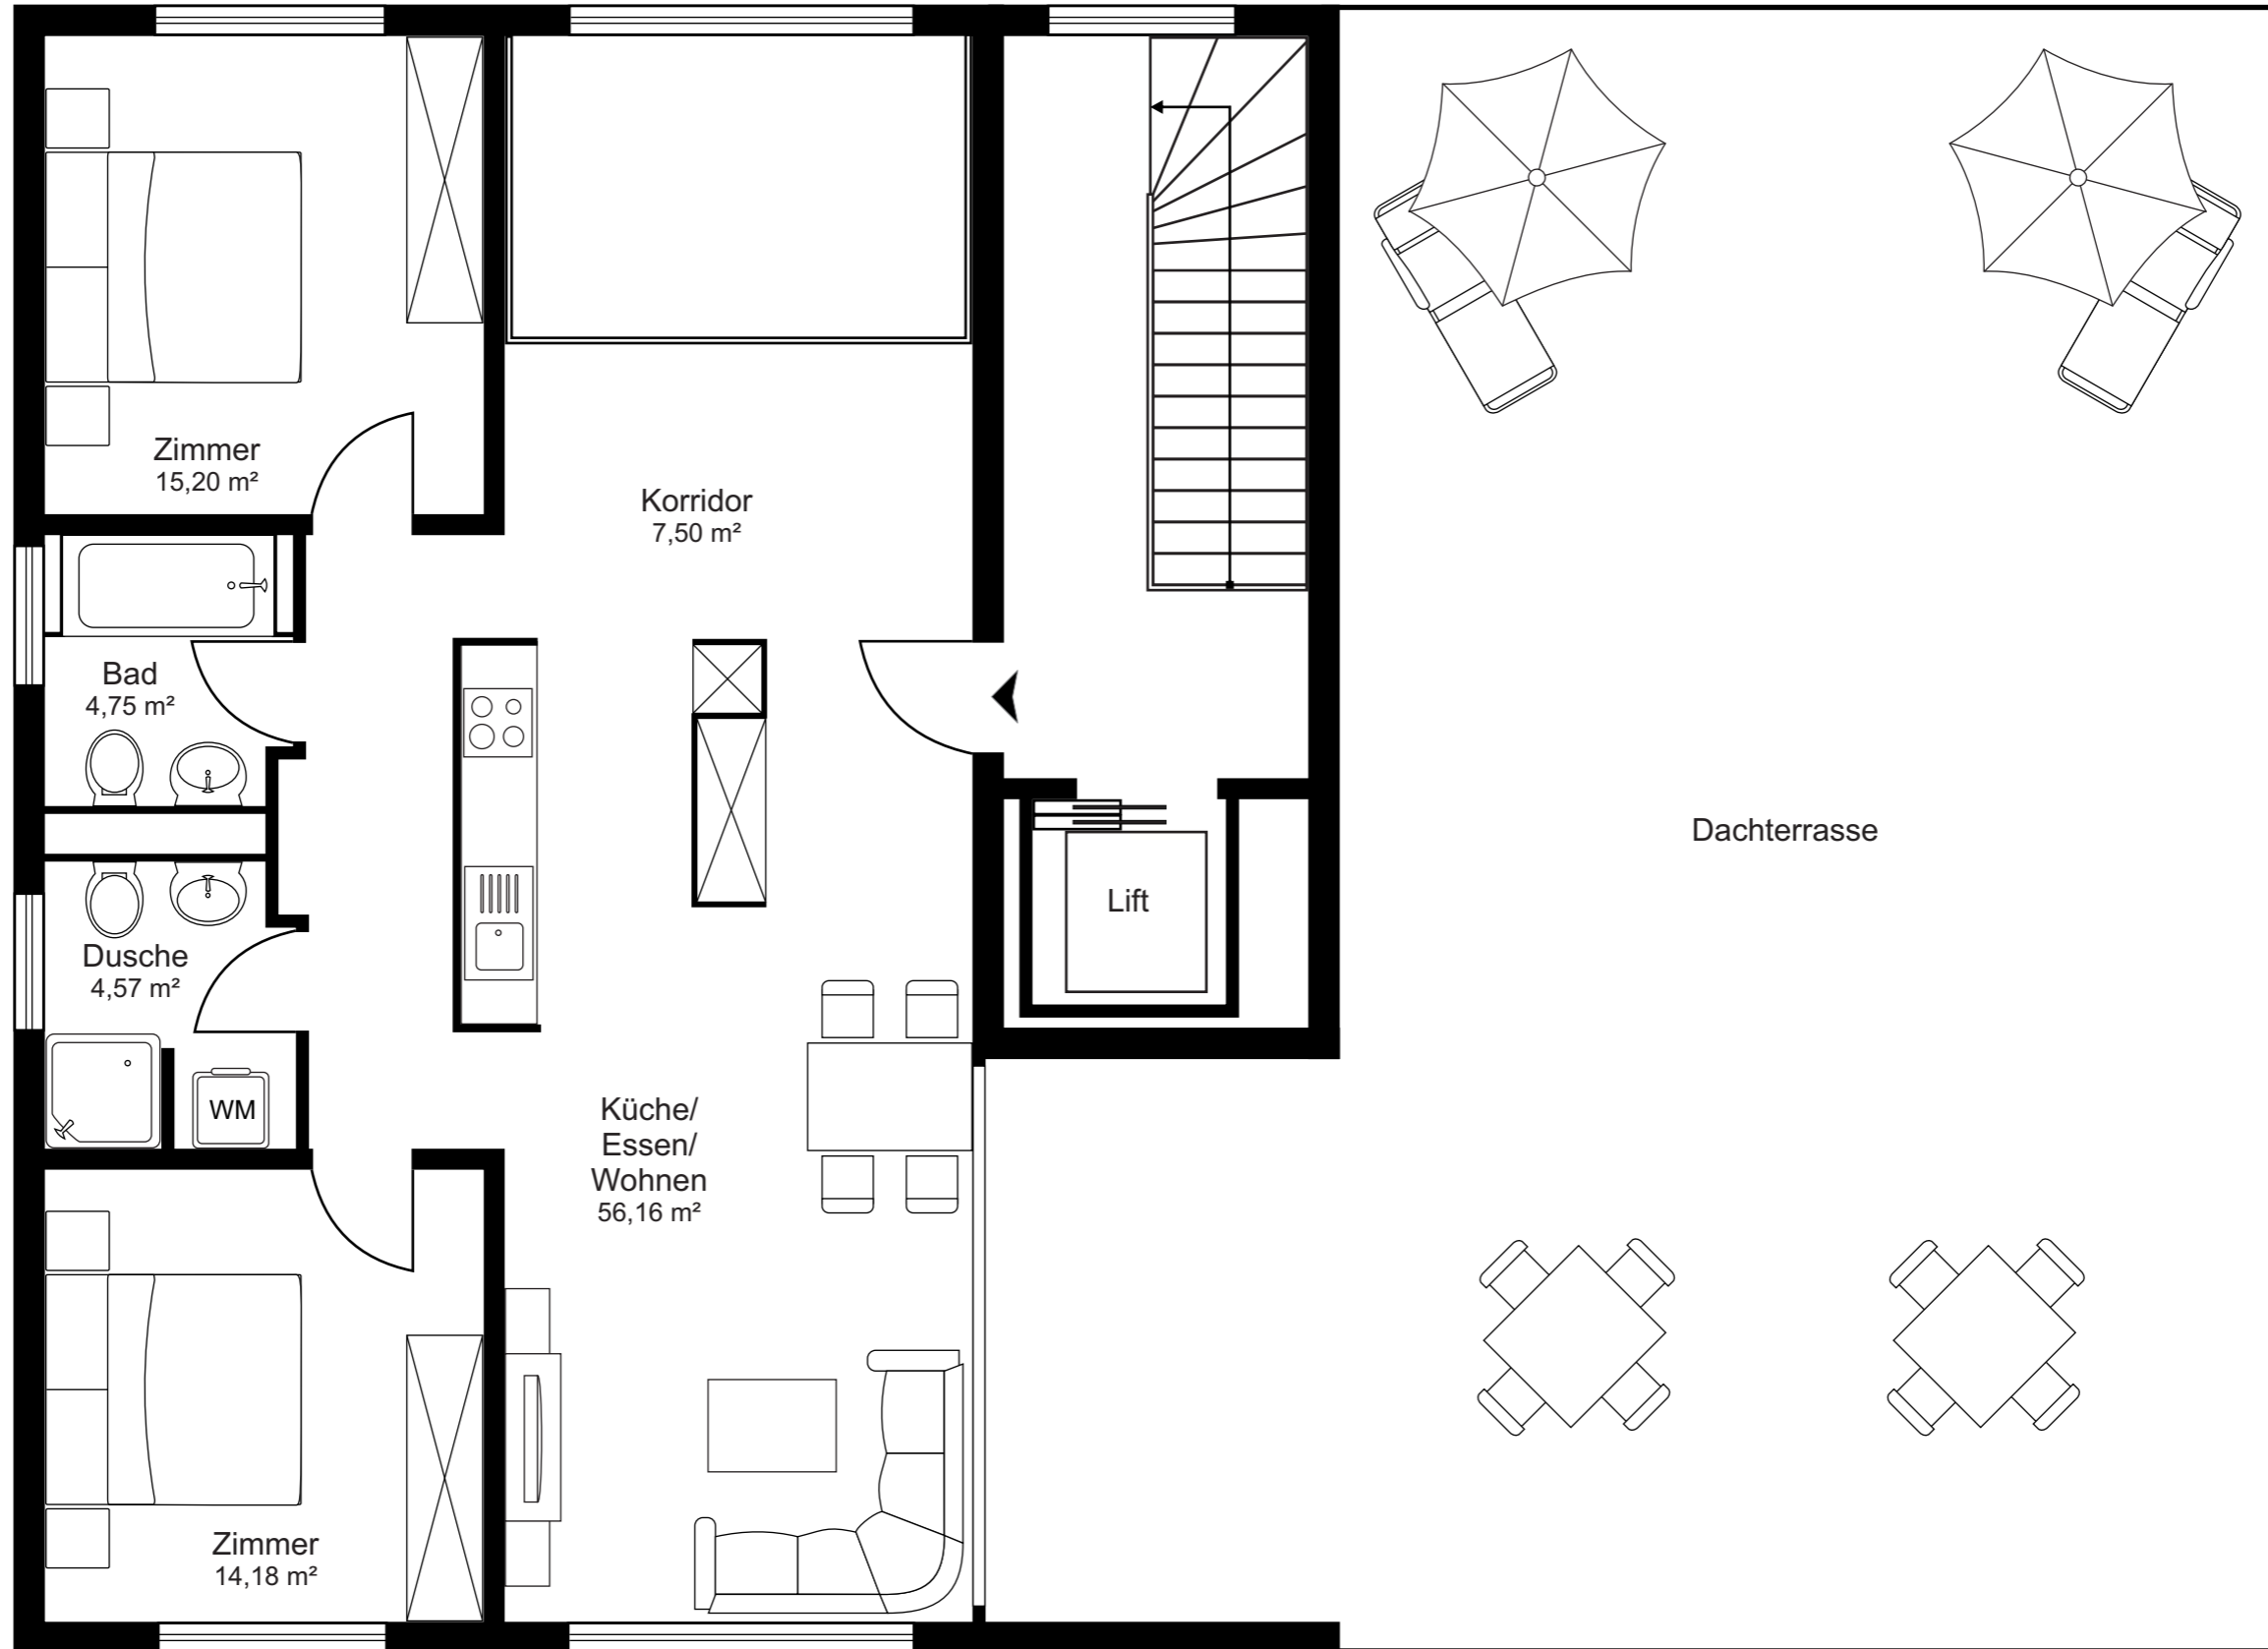 Zimmer
15,20 m²
Korridor
7,50 m²
Bad
4,75 m²
Dachterrasse
Lift
Dusche
4,57 m²
WM
Küche/
Essen/
Wohnen
56,16 m²
Zimmer
14,18 m²